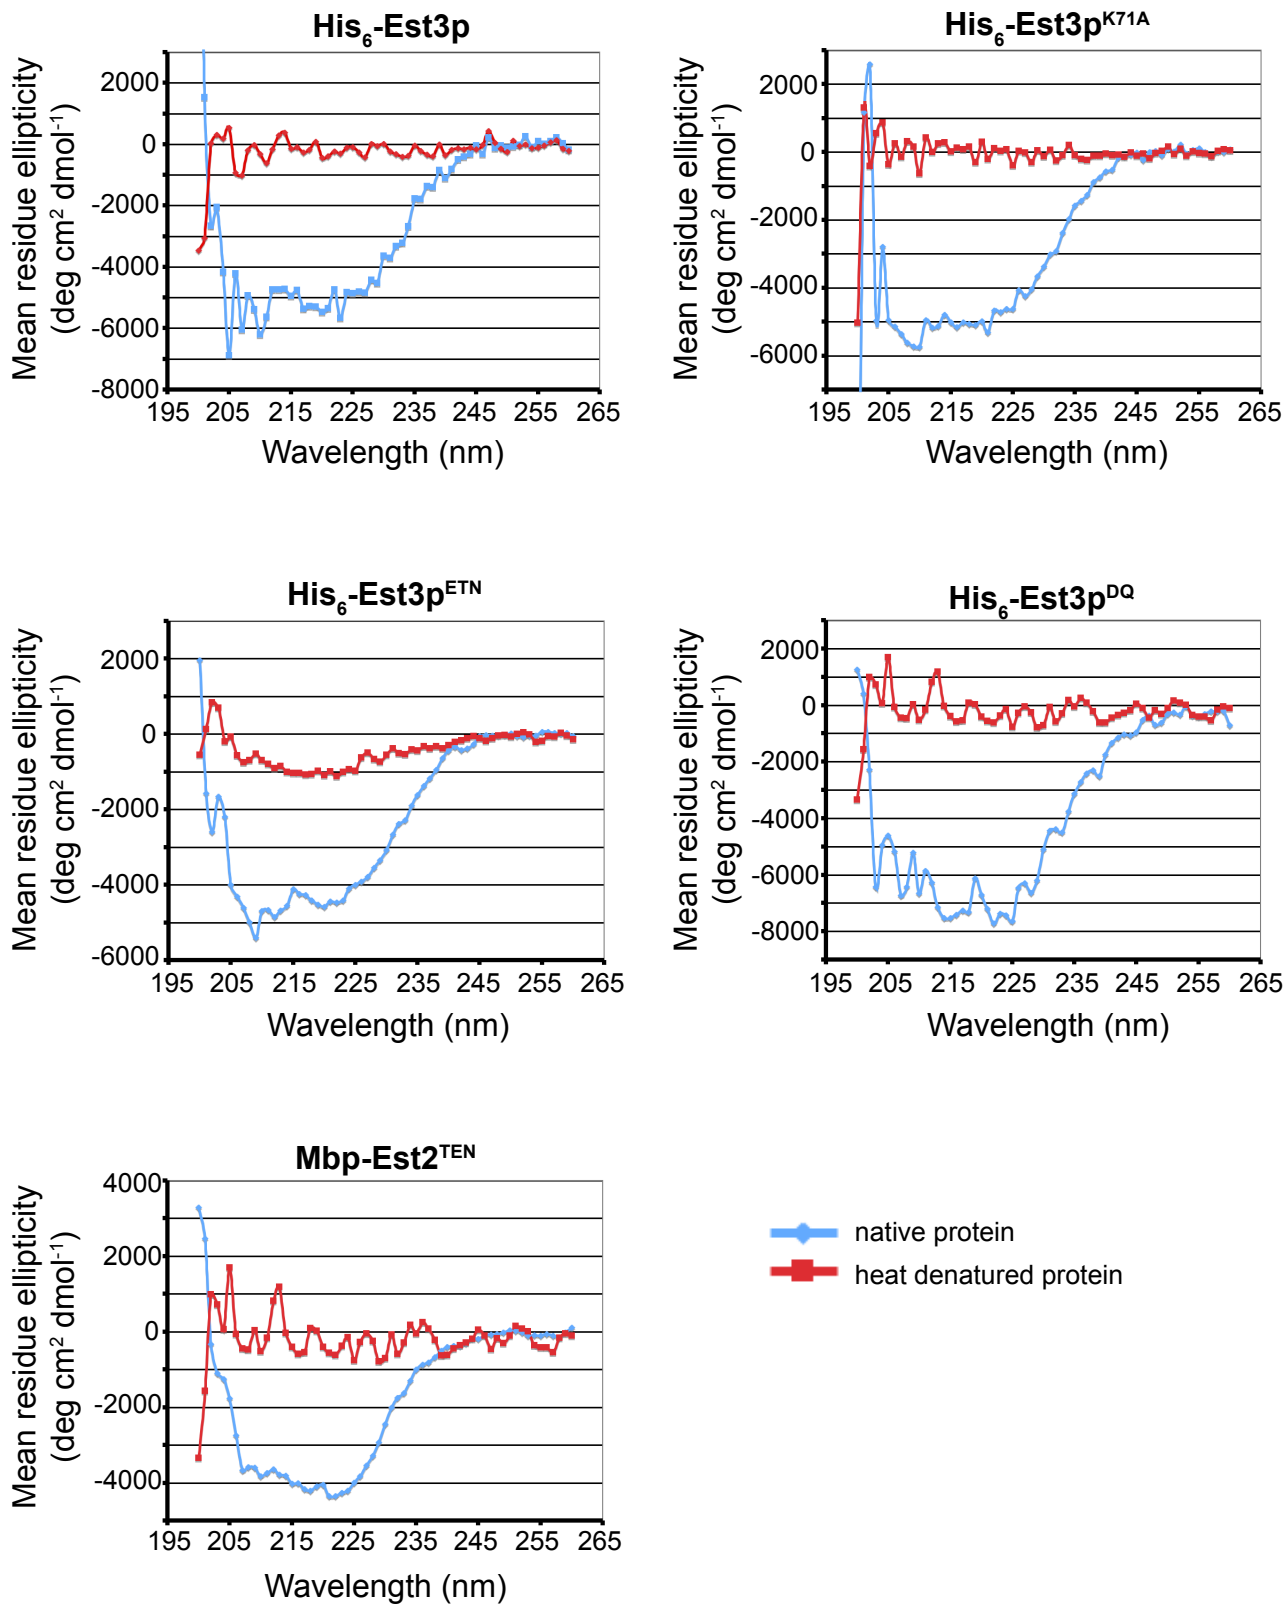 His6-Est3p
Mean residue ellipticity
(deg cm² dmol⁻¹)
2000
0
-2000
-4000
-6000
-8000
195 205 215 225 235 245 255 265
Wavelength (nm)
His6-Est3pK71A
Mean residue ellipticity
(deg cm² dmol⁻¹)
2000
0
-2000
-4000
-6000
195 205 215 225 235 245 255 265
Wavelength (nm)
His6-Est3pETN
Mean residue ellipticity
(deg cm² dmol⁻¹)
2000
0
-2000
-4000
-6000
195 205 215 225 235 245 255 265
Wavelength (nm)
His6-Est3pDQ
Mean residue ellipticity
(deg cm² dmol⁻¹)
2000
0
-2000
-4000
-6000
-8000
195 205 215 225 235 245 255 265
Wavelength (nm)
Mbp-Est2TEN
Mean residue ellipticity
(deg cm² dmol⁻¹)
4000
2000
0
-2000
-4000
195 205 215 225 235 245 255 265
Wavelength (nm)
native protein
heat denatured protein